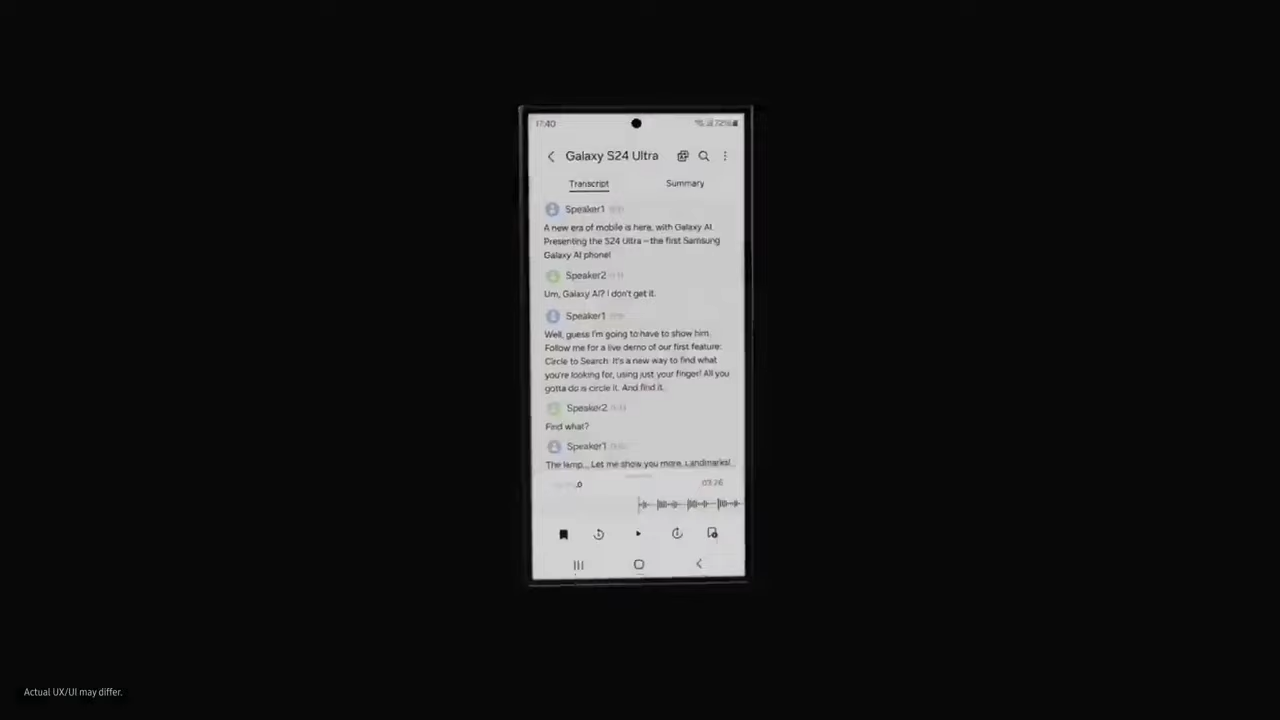 17:40
72%
Galaxy S24 Ultra
Transcript
Summary
Speaker1
A new era of mobile is here, with Galaxy AI.
Presenting the S24 Ultra – the first Samsung
Galaxy AI phone!
Speaker2
Um, Galaxy AI? I don't get it.
Speaker1
Well, guess I'm going to have to show him.
Follow me for a live demo of our first feature:
Circle to Search. It's a new way to find what
you're looking for, using just your finger! All you
gotta do is circle it. And find it.
Speaker2
Find what?
Speaker1
The lamp... Let me show you more. Landmarks!
03:26
Actual UX/UI may differ.